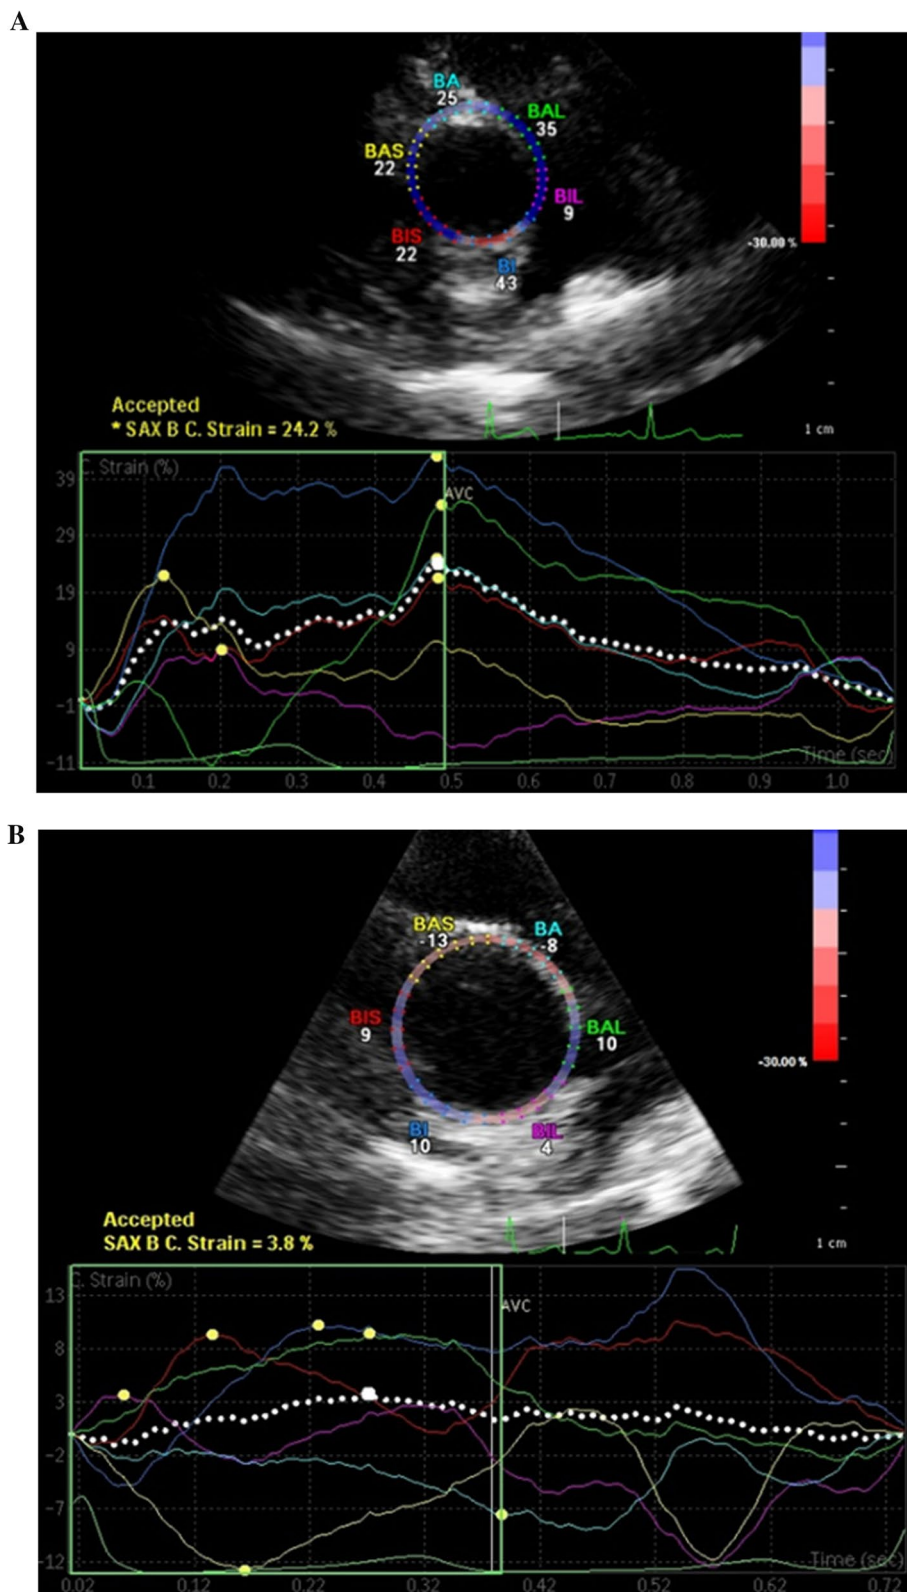 A
BA
25
BAL
35
BAS
22
BIL
9
BIS
22
BI
43
-30.00 %
Accepted
* SAX B C. Strain = 24.2 %
1 cm
C. Strain (%)
39
AVC
29
19
9
-1
-11
Time (sec)
0.1 0.2 0.3 0.4 0.5 0.6 0.7 0.8 0.9 1.0
B
BAS
-13
BA
-8
BIS
9
BAL
10
BI
10
BIL
4
-30.00 %
Accepted
SAX B C. Strain = 3.8 %
1 cm
C. Strain (%)
13
AVC
8
3
-2
-7
-12
Time (sec)
0.02 0.12 0.22 0.32 0.42 0.52 0.62 0.72